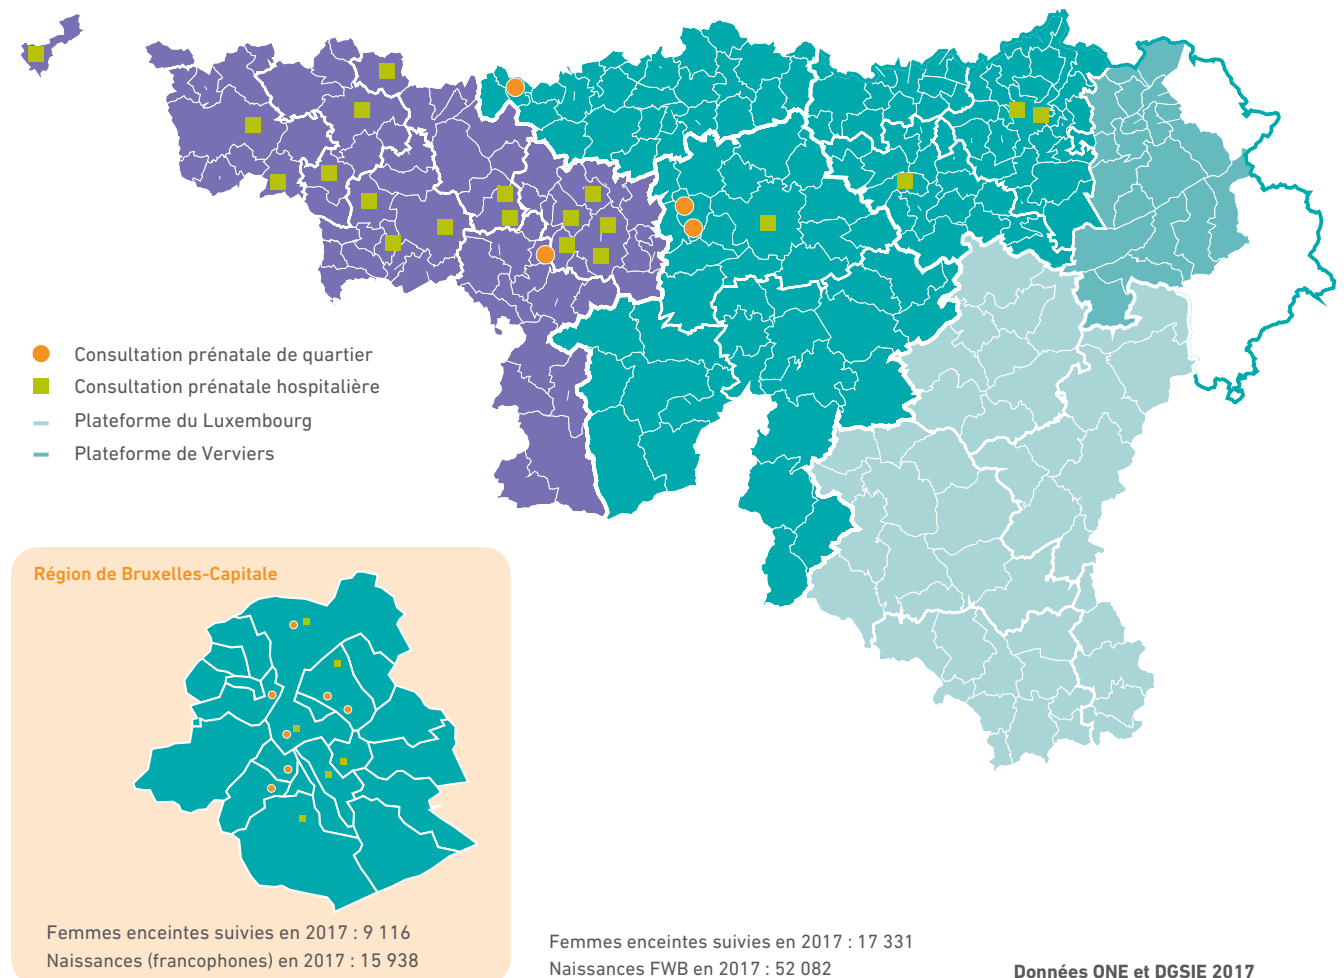 Consultation prénatale de quartier
Consultation prénatale hospitalière
Plateforme du Luxembourg
Plateforme de Verviers
Région de Bruxelles-Capitale
Femmes enceintes suivies en 2017 : 9 116
Naissances (francophones) en 2017 : 15 938
Femmes enceintes suivies en 2017 : 17 331
Naissances FWB en 2017 : 52 082
Données ONE et DGSIE 2017